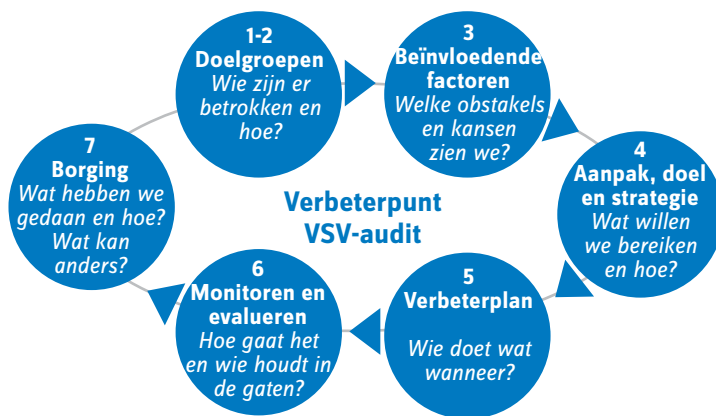 1-2
Doelgroepen
Wie zijn er
betrokken en
hoe?
3
Beïnvloedende
factoren
Welke obstakels
en kansen
zien we?
4
Aanpak, doel
en strategie
Wat willen
we bereiken
en hoe?
5
Verbeterplan
Wie doet wat
wanneer?
6
Monitoren en
evalueren
Hoe gaat het
en wie houdt in
de gaten?
7
Borging
Wat hebben we
gedaan en hoe?
Wat kan
anders?
Verbeterpunt
VSV-audit